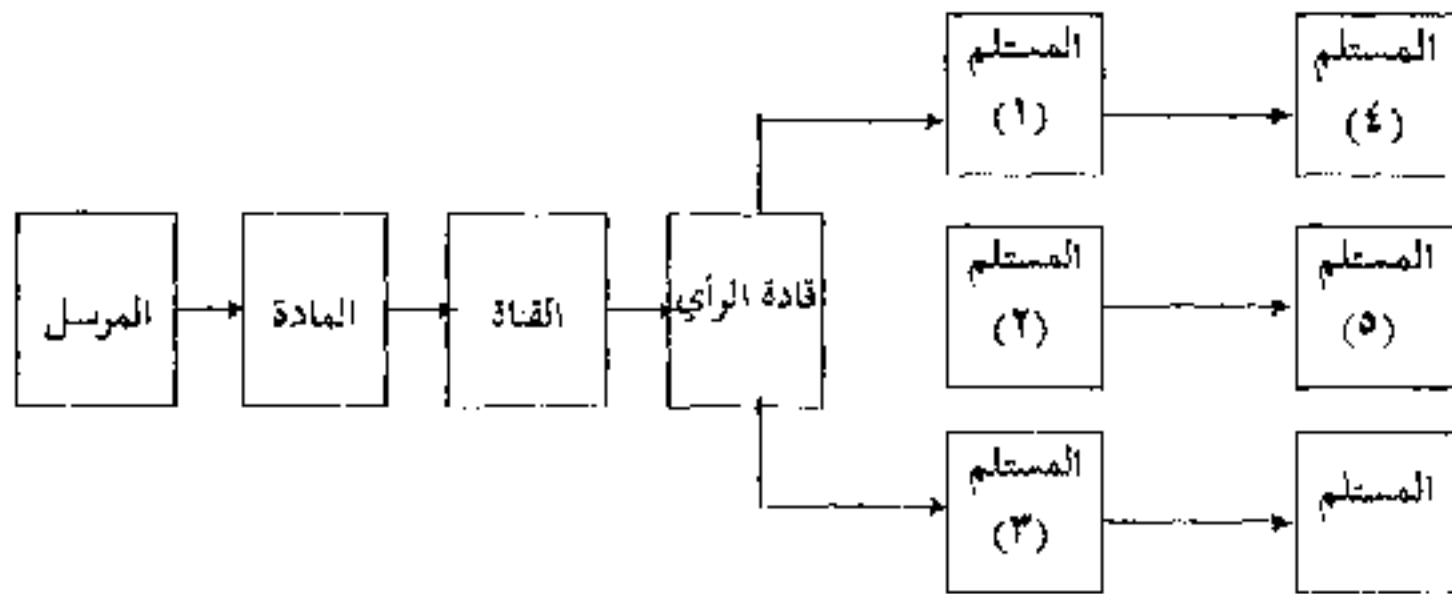 المرسل
المادة
القناة
قادة الرأي
المستلم
(١)
المستلم
(٤)
المستلم
(٢)
المستلم
(٥)
المستلم
(٣)
المستلم